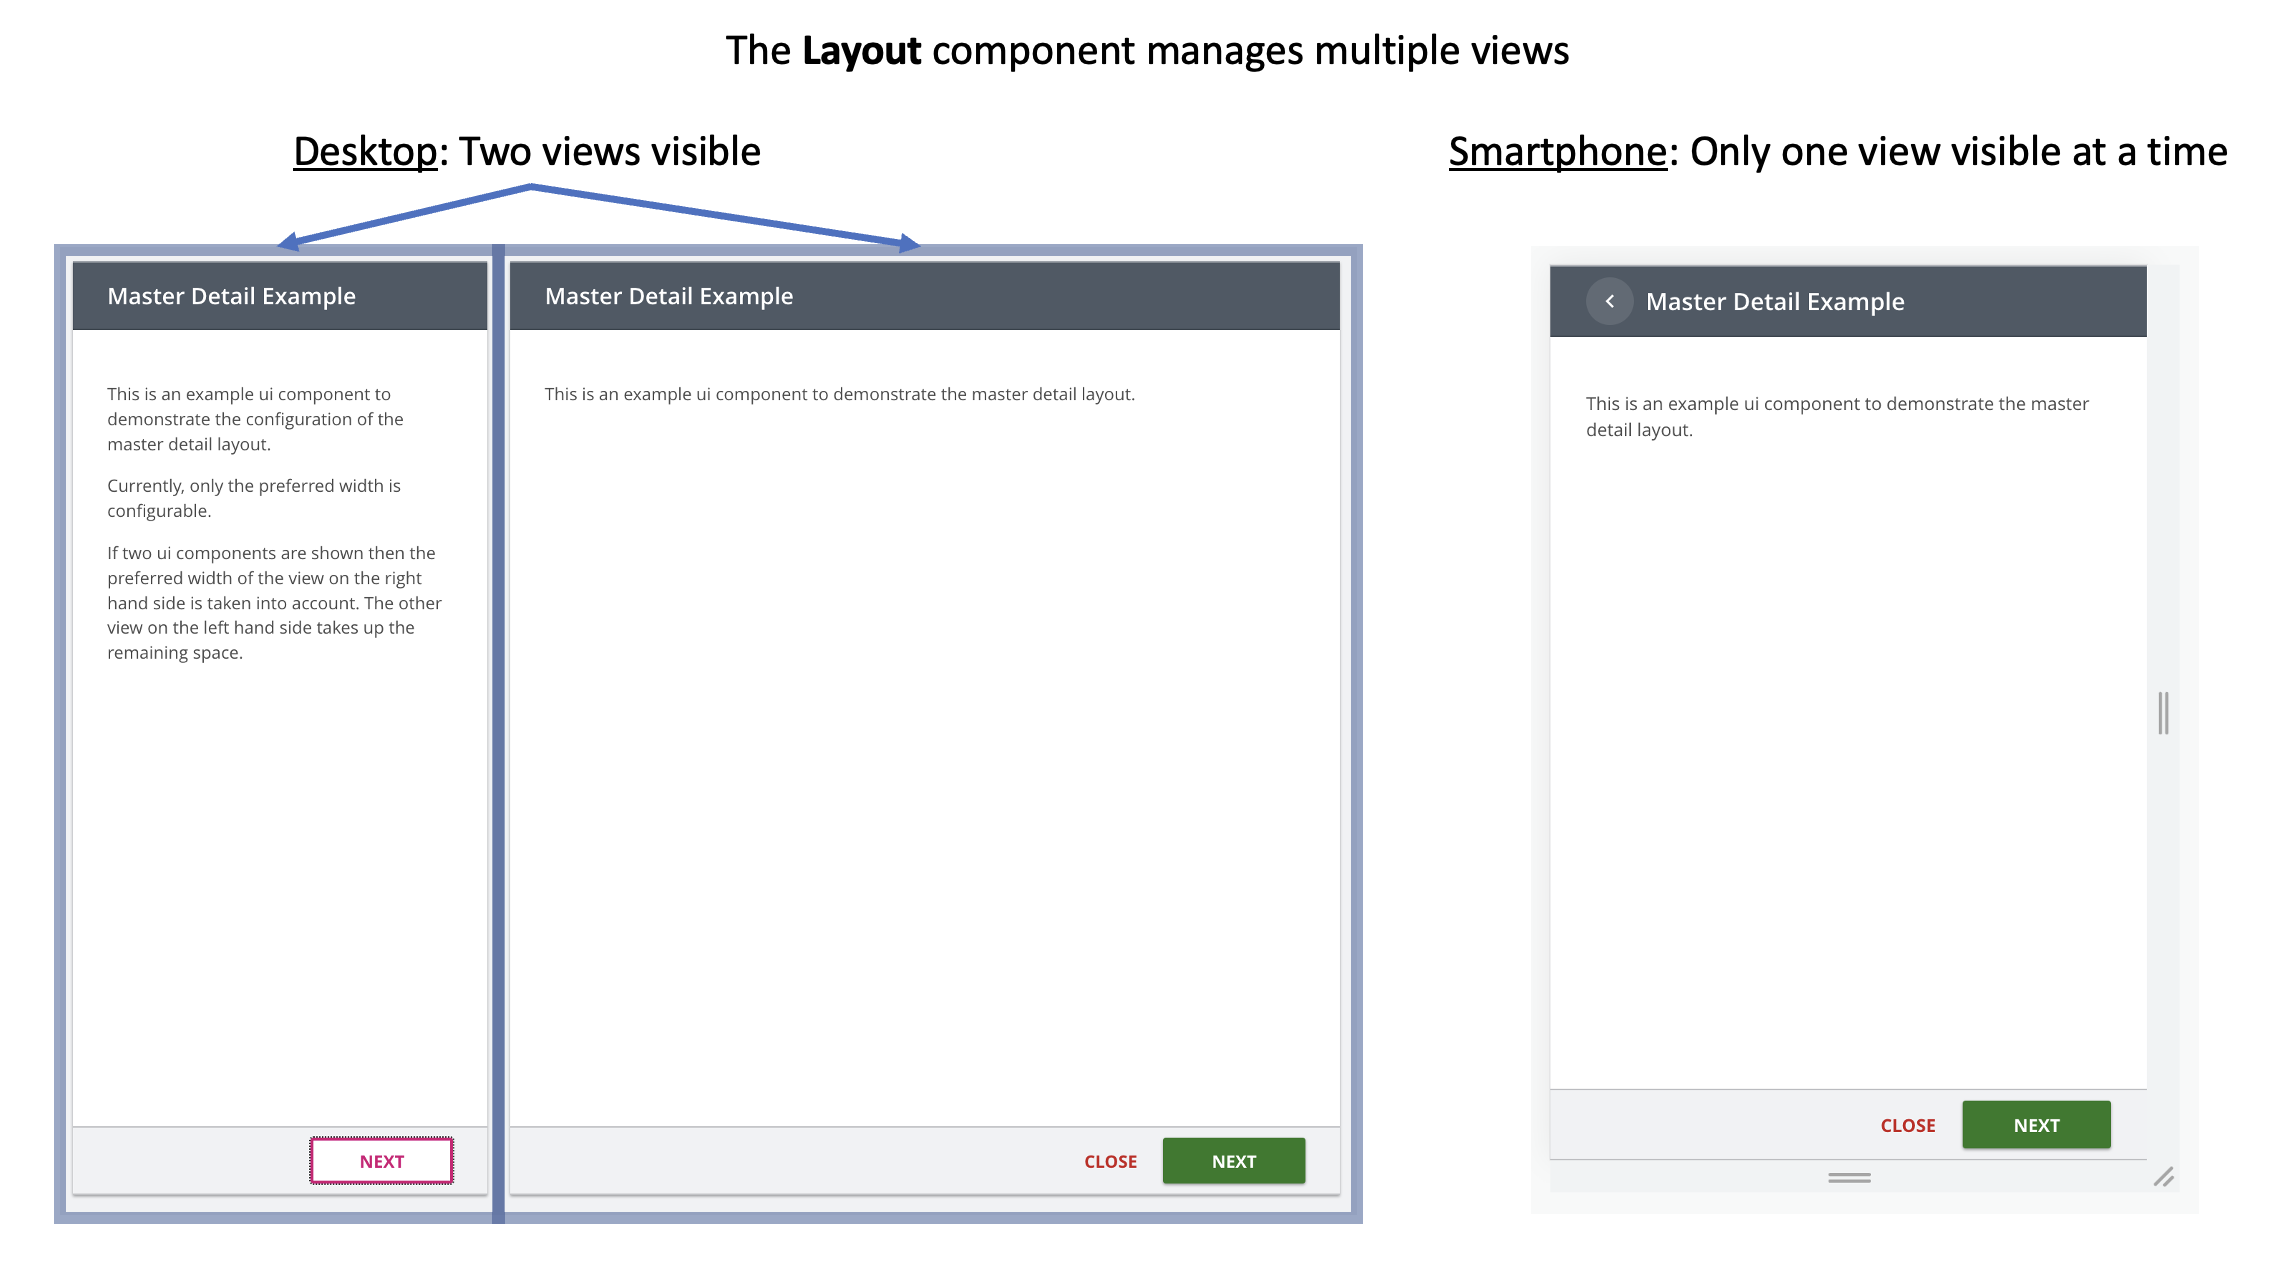 The Layout component manages multiple views
Desktop: Two views visible
Master Detail Example
This is an example ui component to
demonstrate the configuration of the
master detail layout.
Currently, only the preferred width is
configurable.
If two ui components are shown then the
preferred width of the view on the right
hand side is taken into account. The other
view on the left hand side takes up the
remaining space.
NEXT
Master Detail Example
This is an example ui component to demonstrate the master detail layout.
CLOSE
NEXT
Smartphone: Only one view visible at a time
Master Detail Example
This is an example ui component to demonstrate the master
detail layout.
CLOSE
NEXT